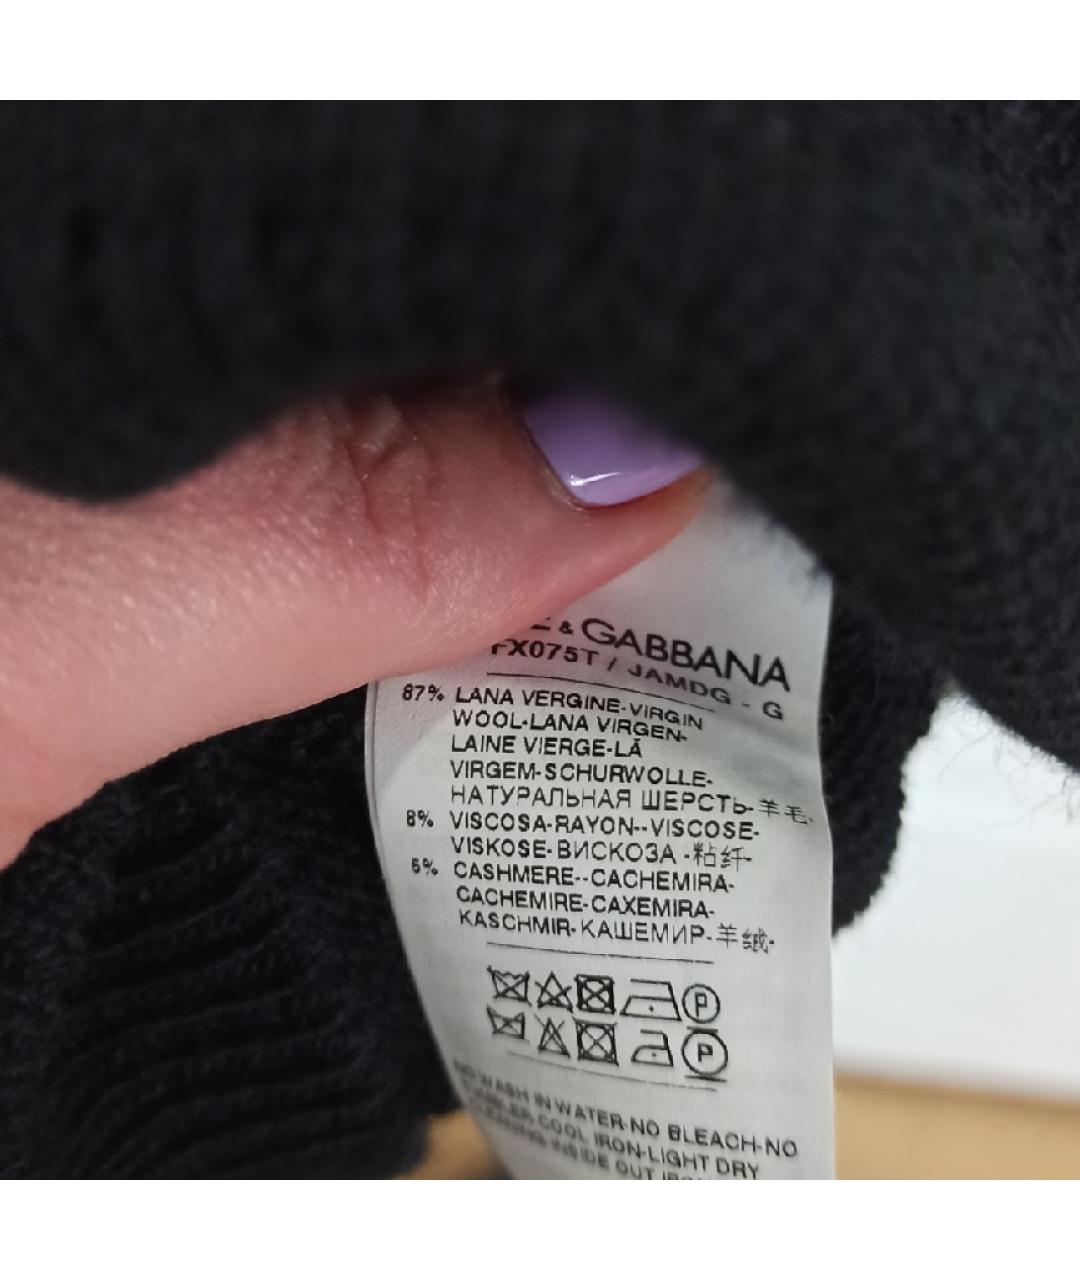 & GABBANA
FX075T / JAMDG - G
87% LANA VERGINE-VIRGIN
WOOL-LANA VIRGEN-
LAINE VIERGE-LÃ
VIRGEM-SCHURWOLLE-
НАТУРАЛЬНАЯ ШЕРСТЬ-羊毛-
8% VISCOSA-RAYON--VISCOSE-
VISKOSE-ВИСКОЗА -粘纤-
5% CASHMERE--CACHEMIRA-
CACHEMIRE-CAXEMIRA-
KASCHMIR-КАШЕМИР-羊绒-
P
P
NO WASH IN WATER-NO BLEACH-NO
TUMBLER-COOL IRON-LIGHT DRY
CLEANING-INSIDE OUT